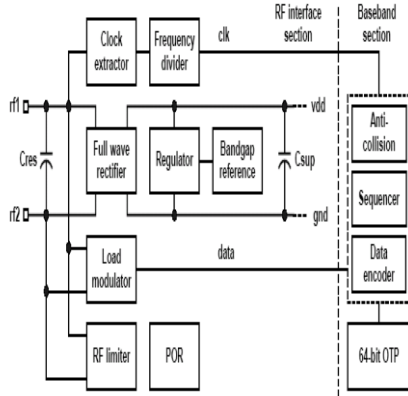 Clock
extractor
Frequency
divider
clk
RF interface
section
Baseband
section
rf1
vdd
Cres
Full wave
rectifier
Regulator
Bandgap
reference
Csup
Anti-
collision
Sequencer
rf2
gnd
Load
modulator
data
Data
encoder
RF limiter
POR
64-bit OTP